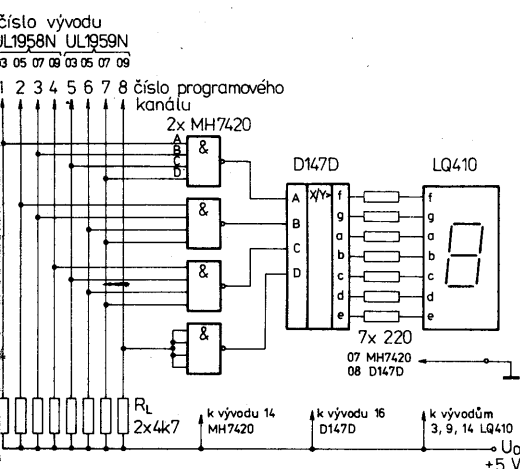 číslo vývodu
UL1958N UL1959N
03 05 07 09 03 05 07 09
1 2 3 4 5 6 7 8 číslo programového
kanálu
2x MH7420
A
B
C
D
&
&
&
&
D147D
X/Y>
A
B
C
D
f
g
a
b
c
d
e
LQ410
f
g
a
b
c
d
e
7x 220
07 MH7420
08 D147D
RL
2x4k7
k vývodu 14
MH7420
k vývodu 16
D147D
k vývodům
3, 9, 14 LQ410
U0
+5 V